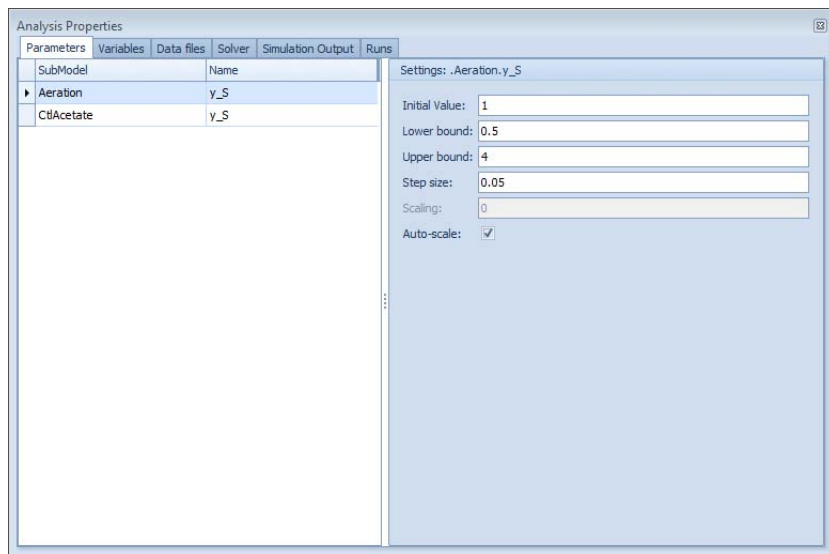 Analysis Properties
Parameters Variables Data files Solver Simulation Output Runs
SubModel Name
Aeration y_S
CtlAcetate y_S
Settings: .Aeration.y_S
Initial Value: 1
Lower bound: 0.5
Upper bound: 4
Step size: 0.05
Scaling: 0
Auto-scale: